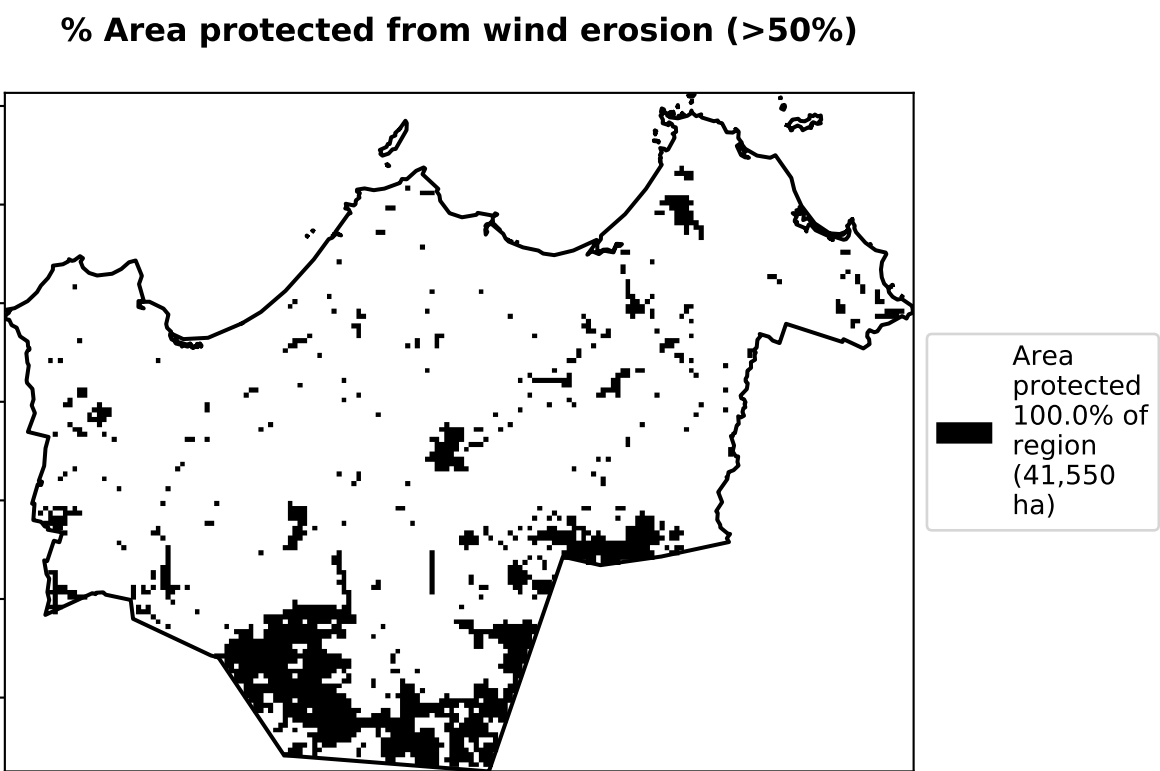 % Area protected from wind erosion (>50%)
Area
protected
100.0% of
region
(41,550
ha)